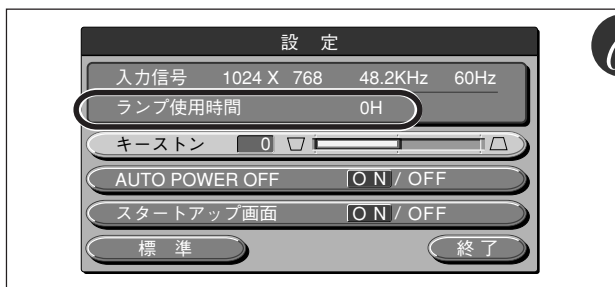 設 定
入力信号 1024 X 768 48.2KHz 60Hz
ランプ使用時間 0H
キーストン 0
AUTO POWER OFF ON / OFF
スタートアップ画面 ON / OFF
標 準 終了